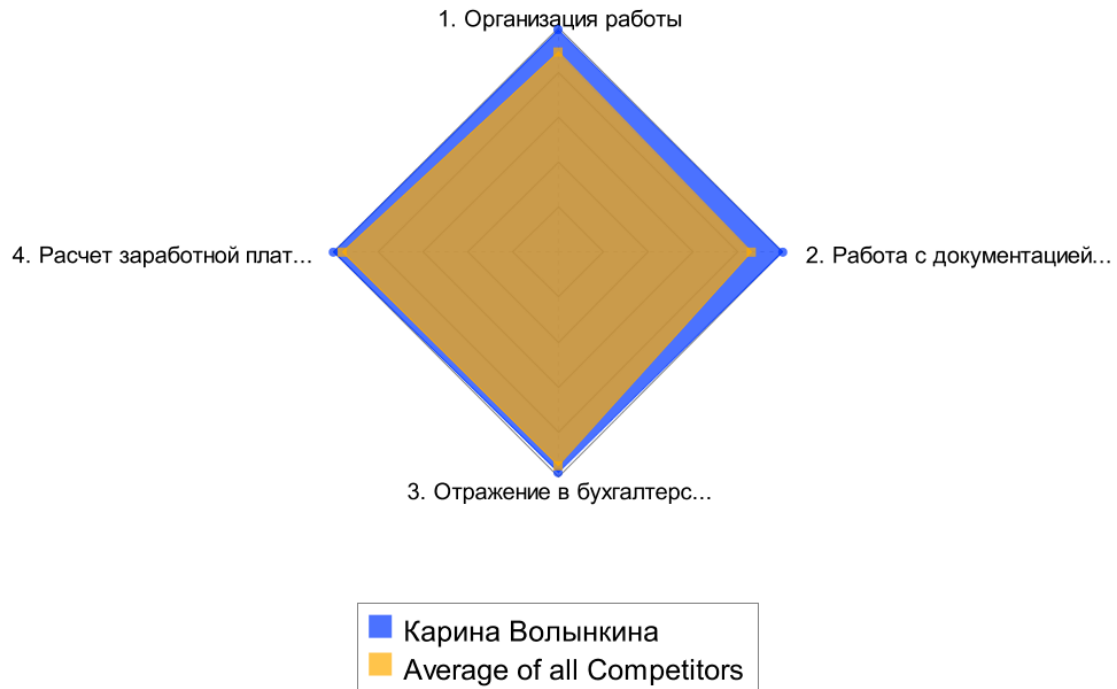 1. Организация работы
4. Расчет заработной плат...
2. Работа с документацией...
3. Отражение в бухгалтерс...
Карина Волынкина
Average of all Competitors